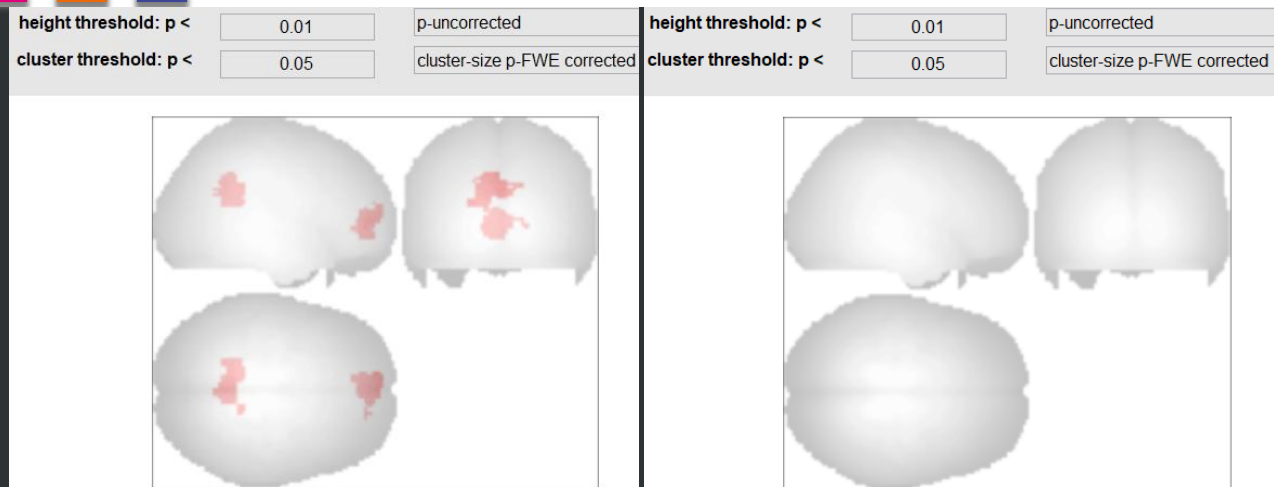 height threshold: p < 0.01 p-uncorrected
cluster threshold: p < 0.05 cluster-size p-FWE corrected
height threshold: p < 0.01 p-uncorrected
cluster threshold: p < 0.05 cluster-size p-FWE corrected